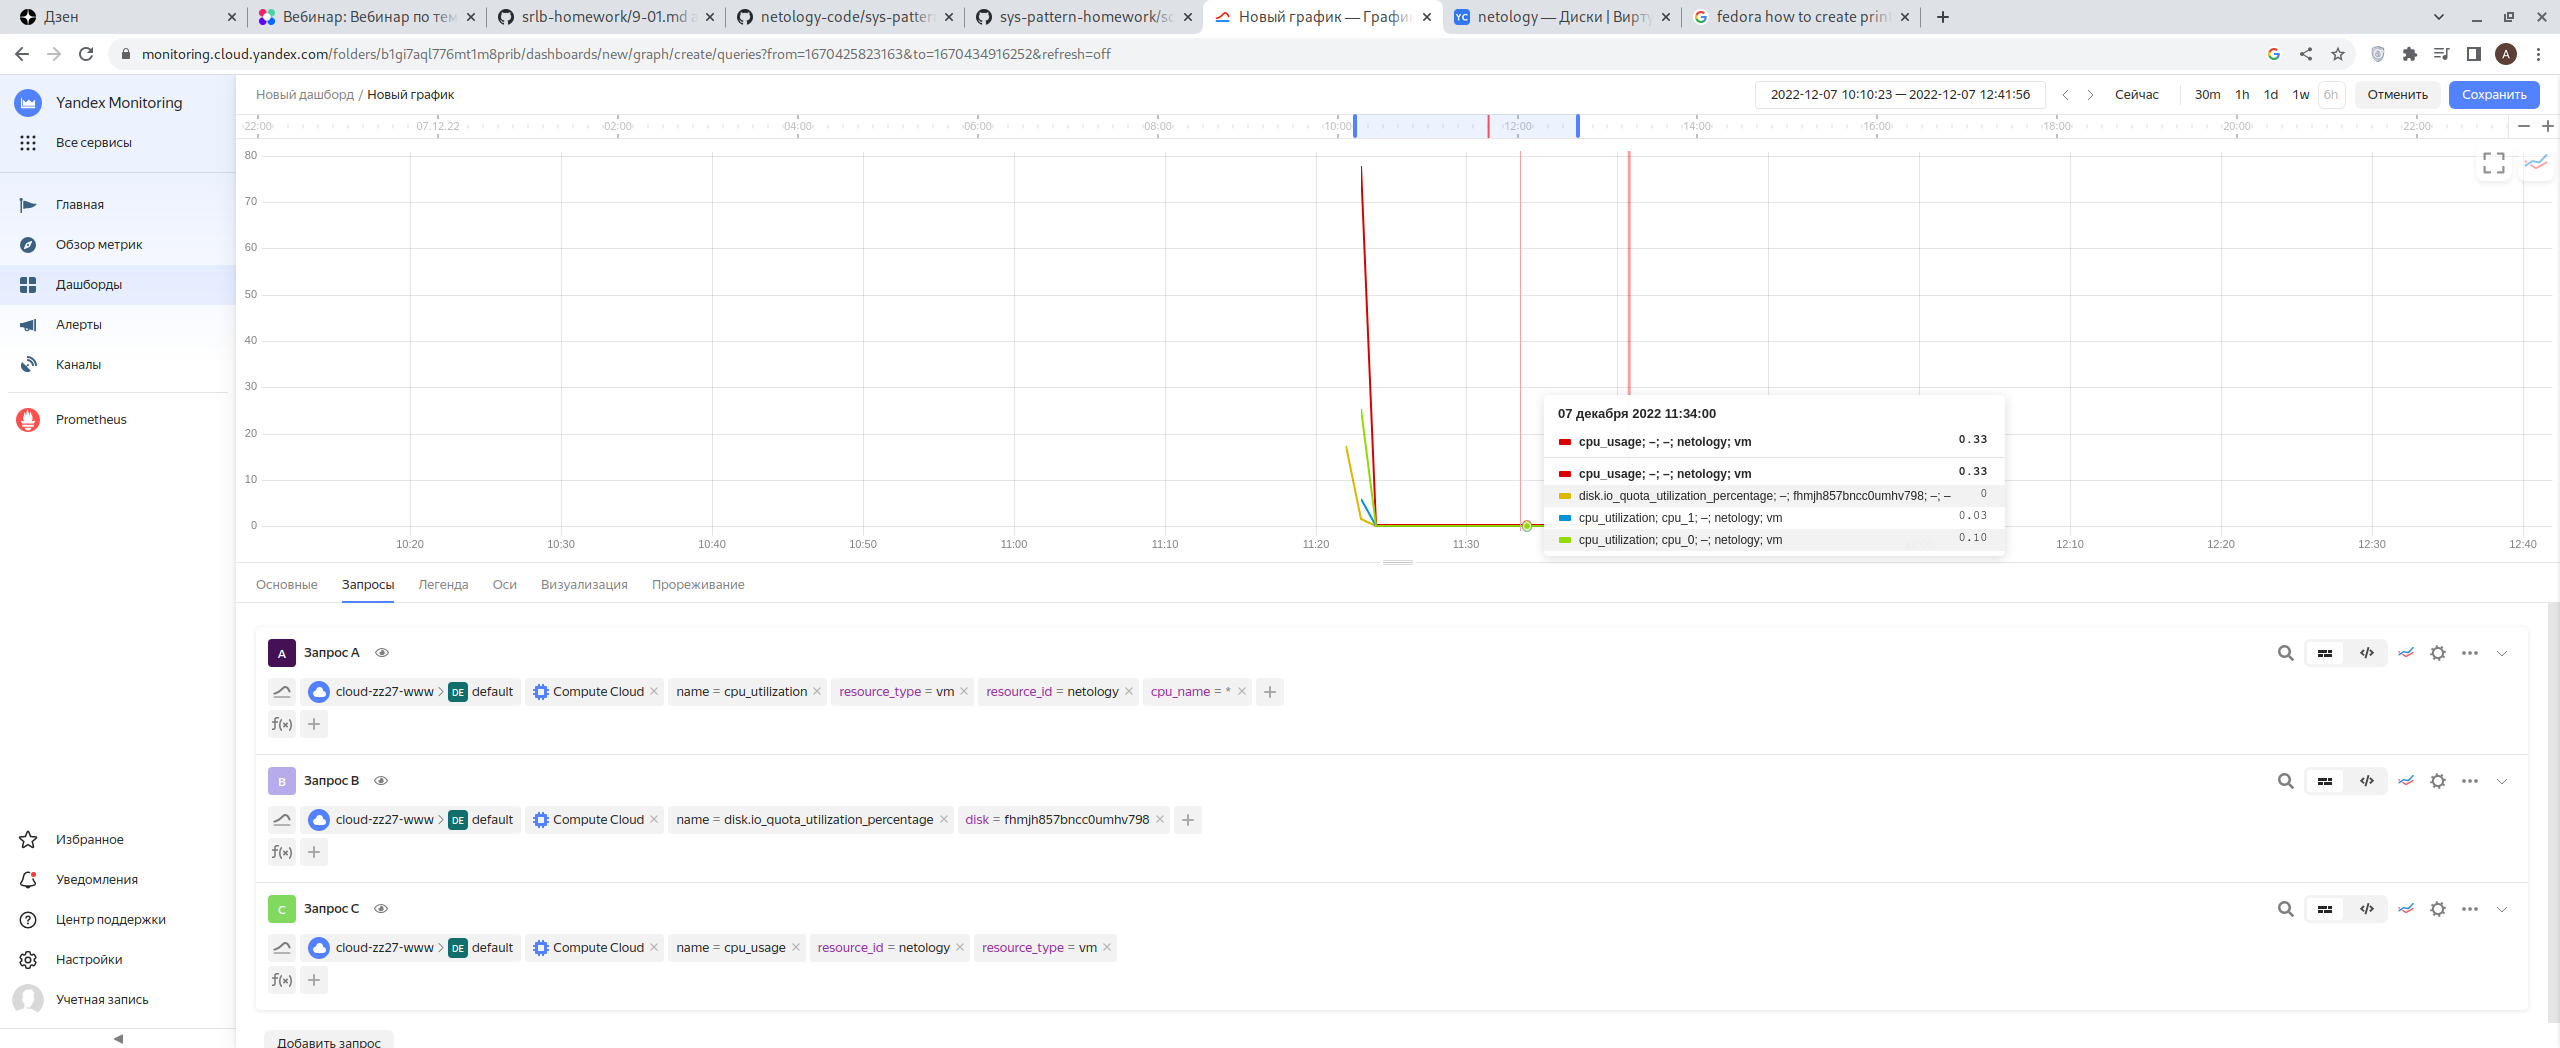 Дзен
Вебинар: Вебинар по тем
srlb-homework/9-01.md a
netology-code/sys-patter
sys-pattern-homework/sc
Новый график — Графи
netology — Диски | Вирту
fedora how to create prin
monitoring.cloud.yandex.com/folders/b1gi7aql776mt1m8prib/dashboards/new/graph/create/queries?from=1670425823163&to=1670434916252&refresh=off
A
Yandex Monitoring
Все сервисы
Главная
Обзор метрик
Дашборды
Алерты
Каналы
Prometheus
Избранное
Уведомления
Центр поддержки
Настройки
Учетная запись
Новый дашборд / Новый график
2022-12-07 10:10:23 — 2022-12-07 12:41:56
Сейчас
30m 1h 1d 1w 6h
Отменить
Сохранить
22:00 07.12.22 02:00 04:00 06:00 08:00 10:00 12:00 14:00 16:00 18:00 20:00 22:00
80
70
60
50
40
30
20
10
0
10:20 10:30 10:40 10:50 11:00 11:10 11:20 11:30 12:10 12:20 12:30 12:40
07 декабря 2022 11:34:00
cpu_usage; –; –; netology; vm 0.33
cpu_usage; –; –; netology; vm 0.33
disk.io_quota_utilization_percentage; –; fhmjh857bncc0umhv798; –; – 0
cpu_utilization; cpu_1; –; netology; vm 0.03
cpu_utilization; cpu_0; –; netology; vm 0.10
Основные Запросы Легенда Оси Визуализация Прореживание
A Запрос A
cloud-zz27-www > DE default Compute Cloud name = cpu_utilization resource_type = vm resource_id = netology cpu_name = *
f(x)
B Запрос B
cloud-zz27-www > DE default Compute Cloud name = disk.io_quota_utilization_percentage disk = fhmjh857bncc0umhv798
f(x)
C Запрос C
cloud-zz27-www > DE default Compute Cloud name = cpu_usage resource_id = netology resource_type = vm
f(x)
Добавить запрос